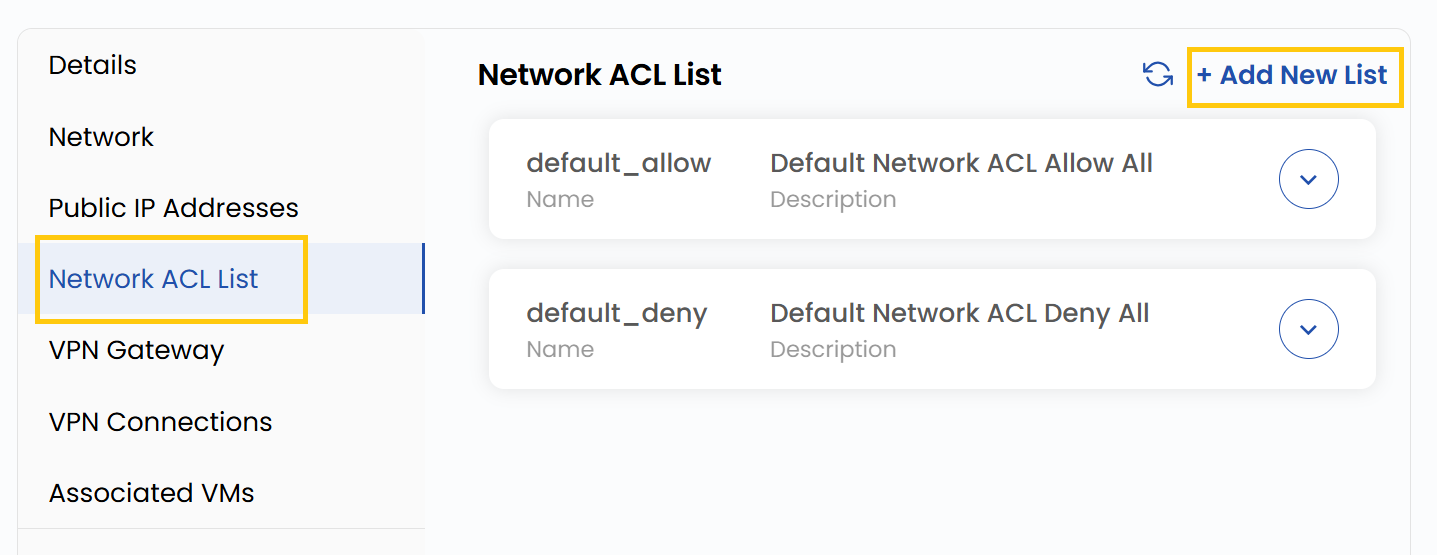 Details
Network
Public IP Addresses
Network ACL List
VPN Gateway
VPN Connections
Associated VMs
Network ACL List
+ Add New List
default_allow
Name
Default Network ACL Allow All
Description
default_deny
Name
Default Network ACL Deny All
Description